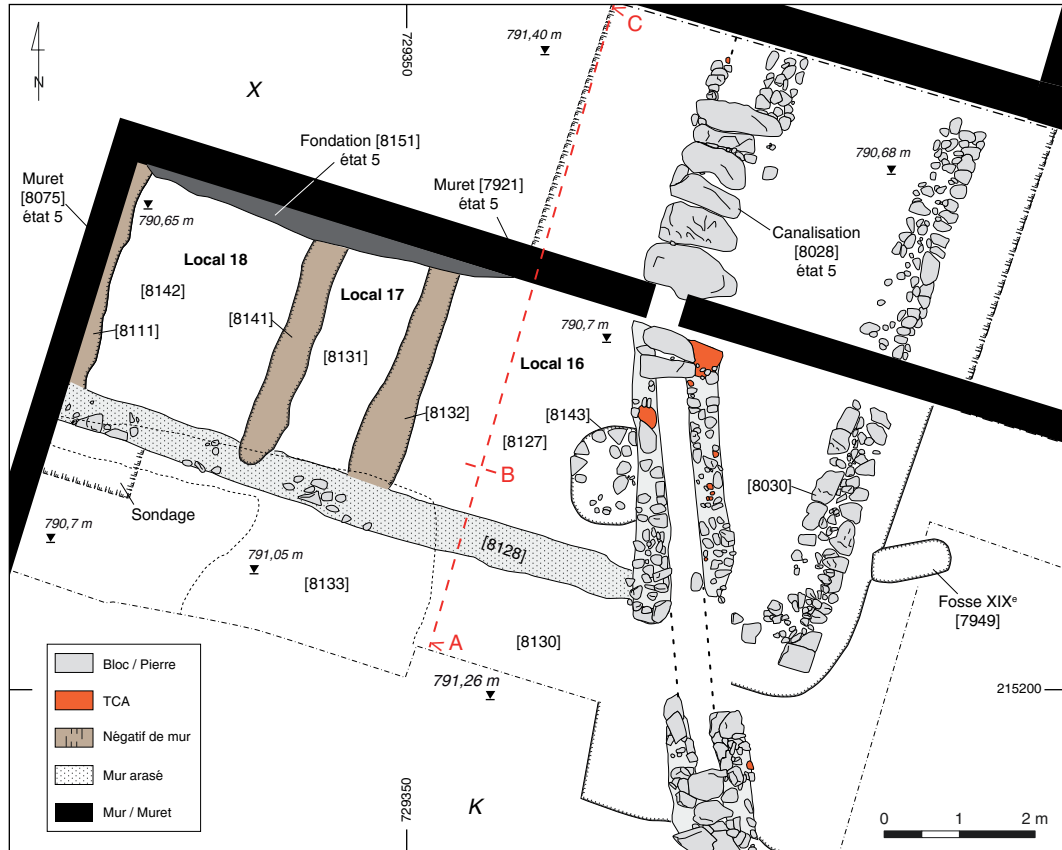 C
729350
791,40 m
N
X
Fondation [8151]
état 5
790,68 m
Muret
[8075]
état 5
Muret [7921]
état 5
790,65 m
Canalisation
[8028]
état 5
Local 18
Local 17
[8142]
[8141]
790,7 m
[8111]
[8131]
Local 16
[8132]
[8143]
[8127]
B
[8030]
Sondage
790,7 m
[8128]
791,05 m
[8133]
Fosse XIXᵉ
[7949]
A
[8130]
791,26 m
215200
Bloc / Pierre
TCA
Négatif de mur
Mur arasé
Mur / Muret
729350
K
0 1 2 m